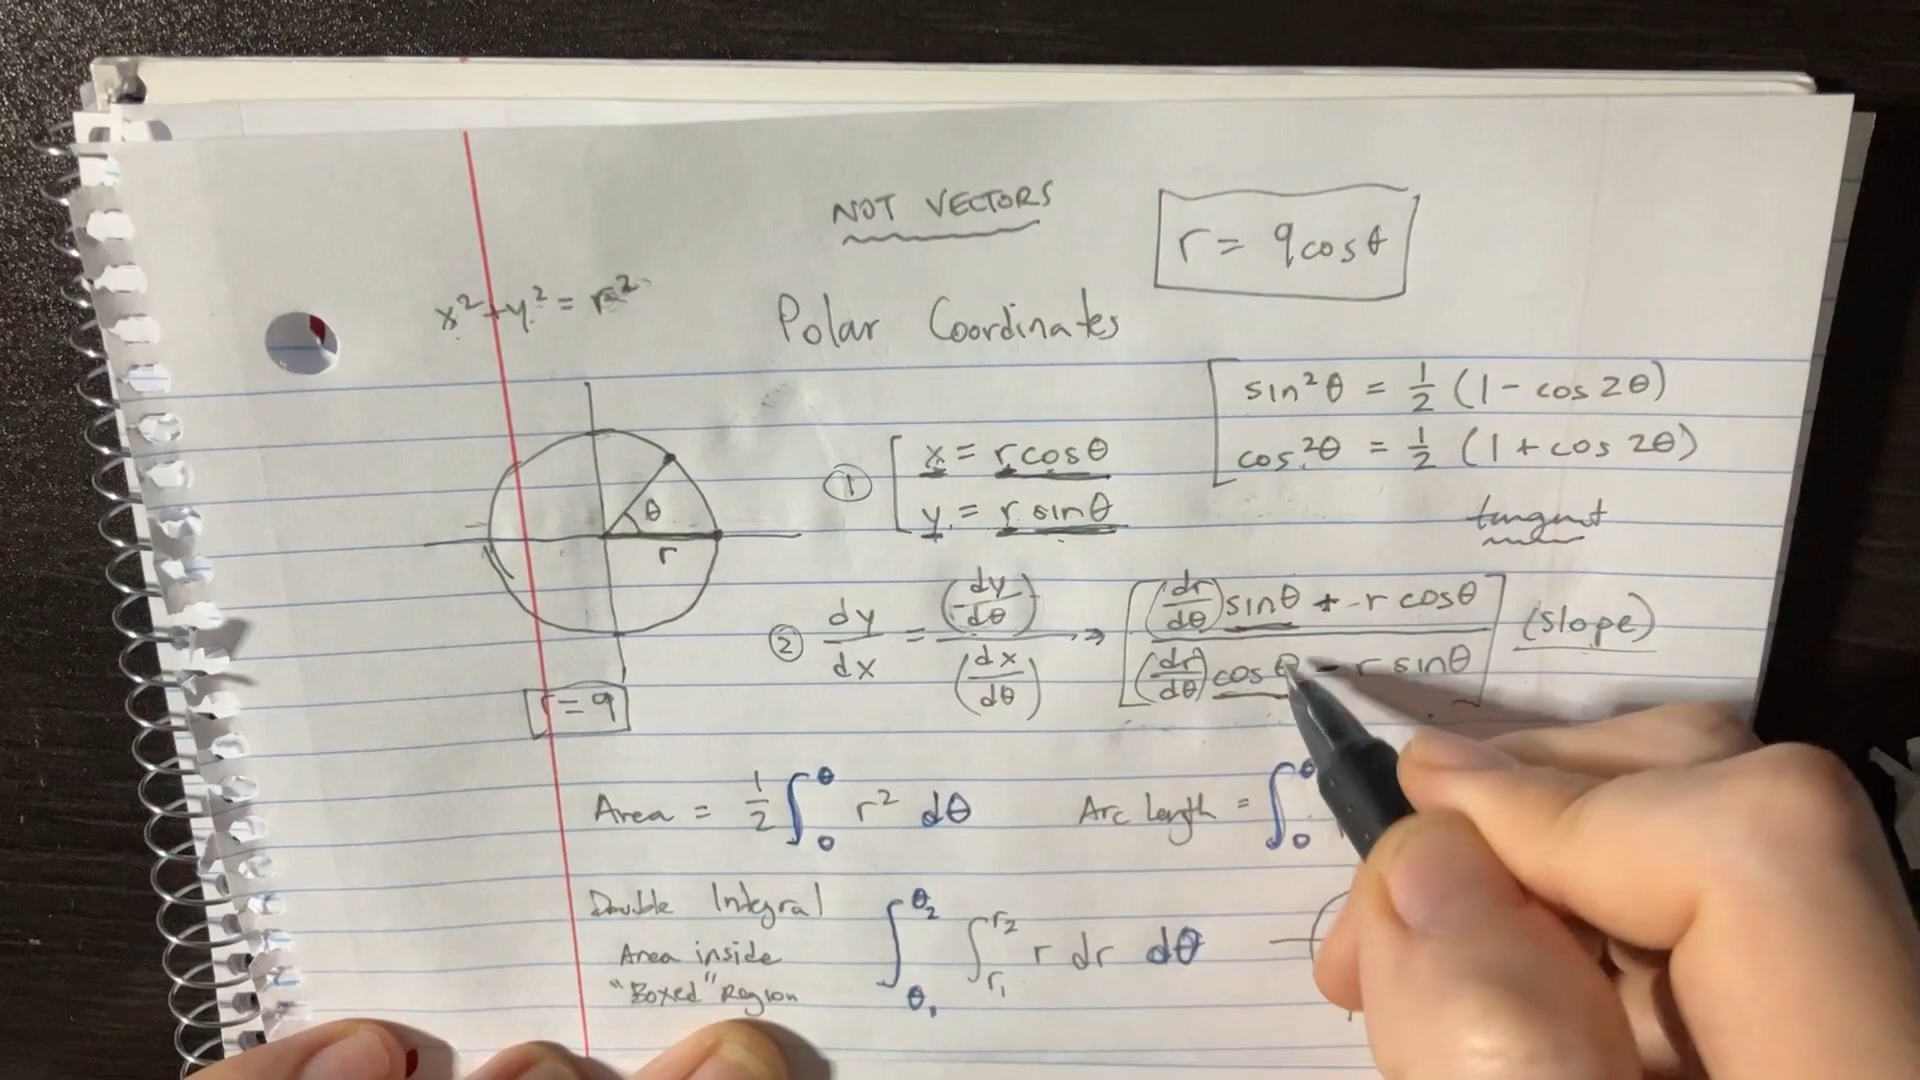 NOT VECTORS
r = 9cosθ
x² + y² = r²
Polar Coordinates
sin²θ = 1/2 (1 - cos 2θ)
cos²θ = 1/2 (1 + cos 2θ)
① x = r cosθ
y = r sinθ
θ
r
tangent
② dy/dx = (dy/dθ)/(dx/dθ) → [(dr/dθ) sinθ + r cosθ]/[(dr/dθ) cosθ - r sinθ] (slope)
r = 9
Area = 1/2 ∫₀^θ r² dθ
Arc length = ∫₀^θ
Double Integral
Area inside
"Boxed" Region
∫_θ₁^θ₂ ∫_r₁^r₂ r dr dθ